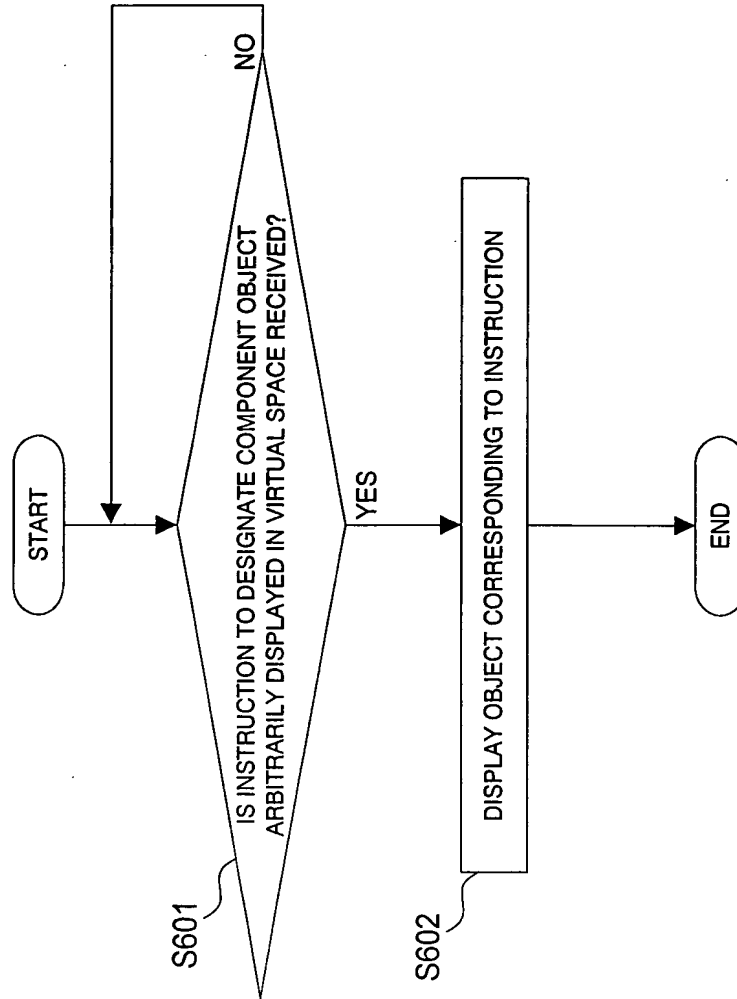 START
S601
IS INSTRUCTION TO DESIGNATE COMPONENT OBJECT
ARBITRARILY DISPLAYED IN VIRTUAL SPACE RECEIVED?
NO
YES
S602
DISPLAY OBJECT CORRESPONDING TO INSTRUCTION
END